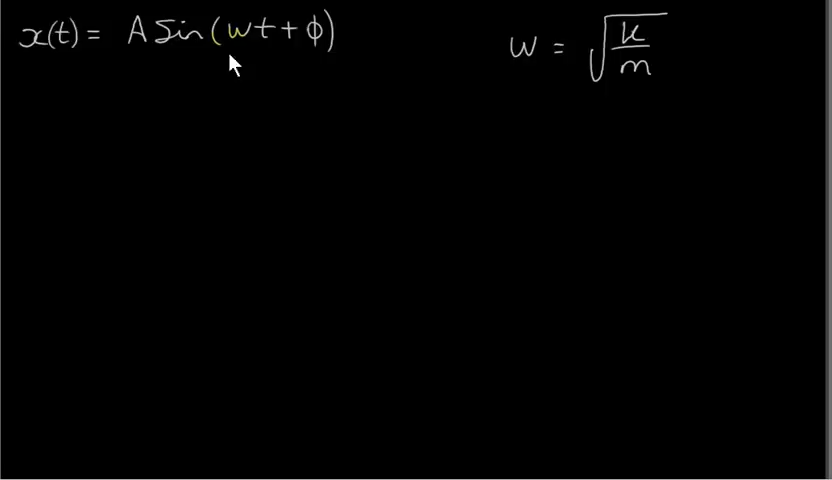 x(t) = A Sin(wt + ϕ)
w = √(k/m)